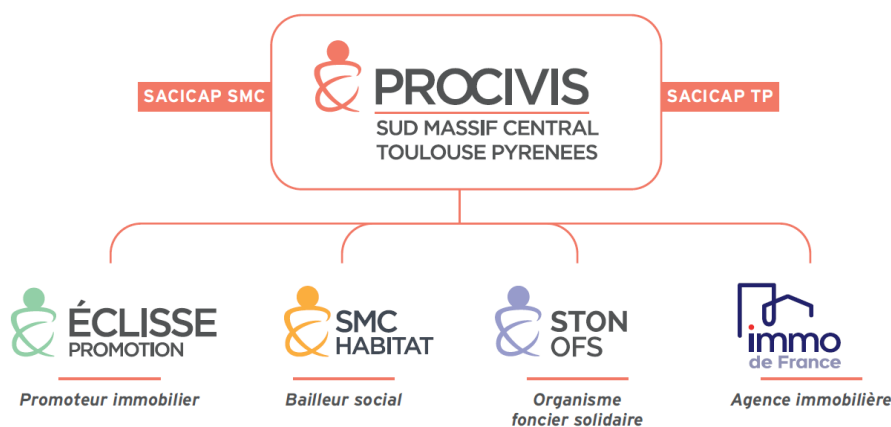 SACICAP SMC
PROCIVIS
SUD MASSIF CENTRAL
TOULOUSE PYRENEES
SACICAP TP
ÉCLISSE
PROMOTION
SMC
HABITAT
STON
OFS
immo
de France
Promoteur immobilier
Bailleur social
Organisme
foncier solidaire
Agence immobilière